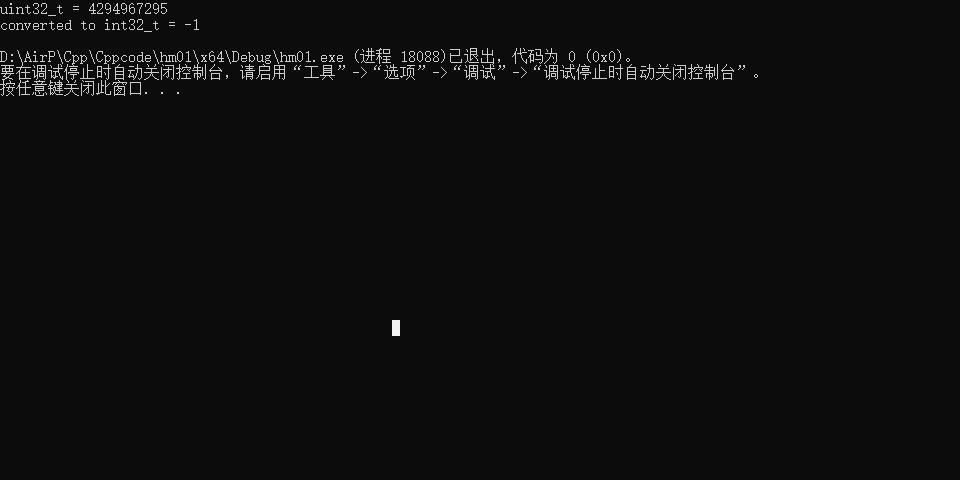 uint32_t = 4294967295
converted to int32_t = -1
D:\AirP\Cpp\Cppcode\hm01\x64\Debug\hm01.exe (进程 18088)已退出，代码为 0 (0x0)。
要在调试停止时自动关闭控制台，请启用“工具”->“选项”->“调试”->“调试停止时自动关闭控制台”。
按任意键关闭此窗口. . .